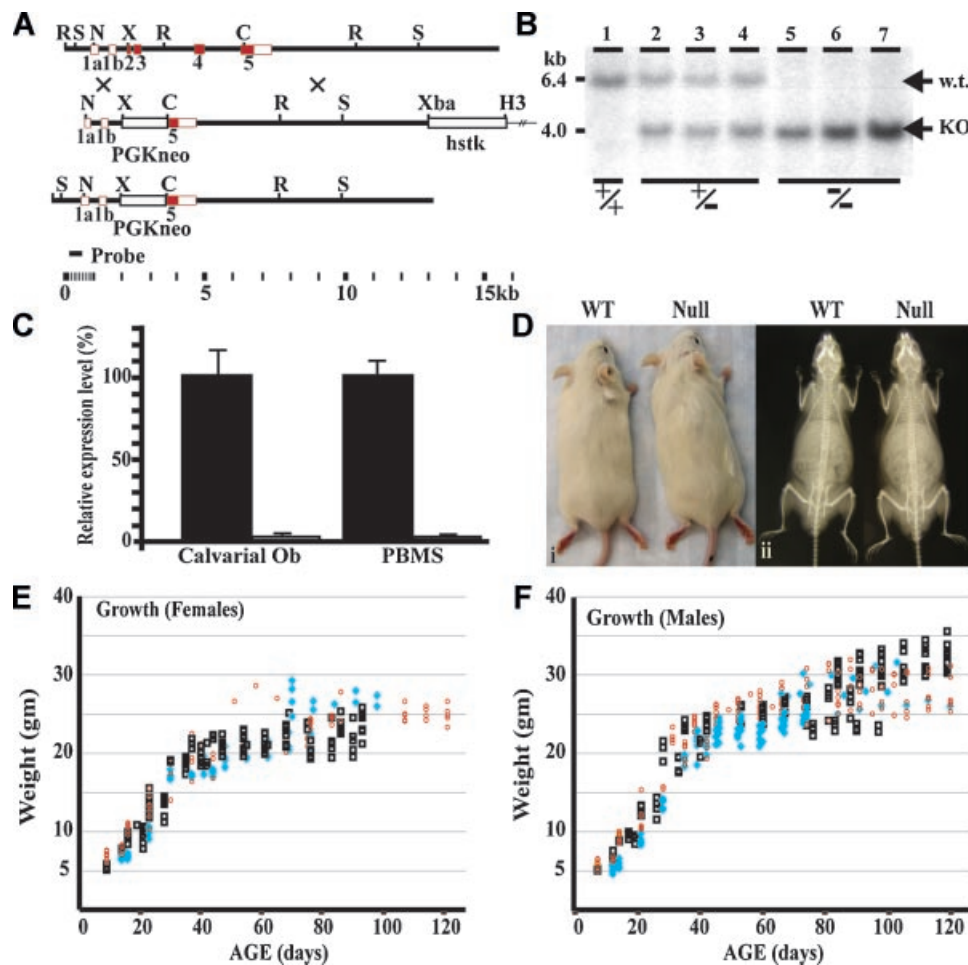 A
R S N X R C R S
1a 1b 2 3 4 5
N X C R S Xba H3
1a 1b 5
PGKneo hstk
S N X C R S
1a 1b 5
PGKneo
Probe
0 5 10 15kb
B
1 2 3 4 5 6 7
kb
6.4 w.t.
4.0 KO
+/+ +/- -/-
C
Relative expression level (%)
100
50
0
Calvarial Ob PBMS
D
WT Null WT Null
i ii
E
Growth (Females)
Weight (gm)
40
30
20
10
5
0 20 40 60 80 100 120
AGE (days)
F
Growth (Males)
Weight (gm)
40
30
20
10
5
0 20 40 60 80 100 120
AGE (days)